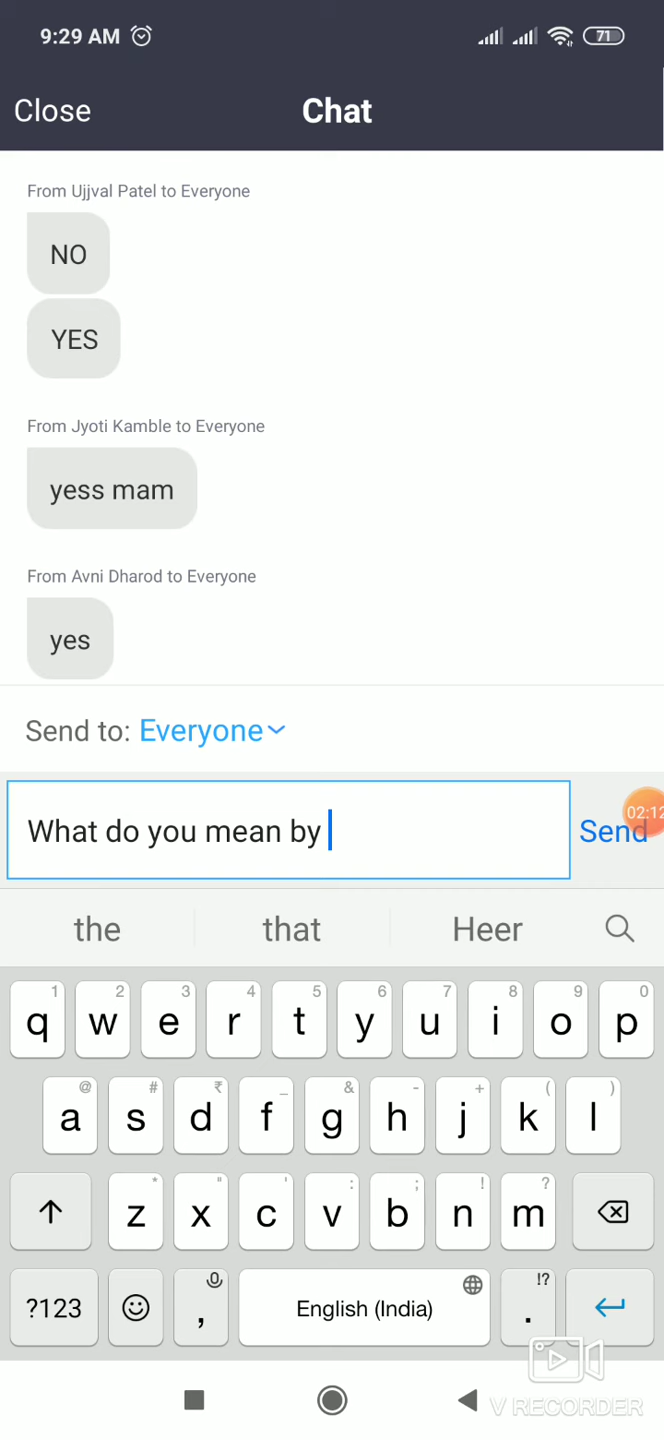 9:29 AM 71
Close Chat
From Ujjval Patel to Everyone
NO
YES
From Jyoti Kamble to Everyone
yess mam
From Avni Dharod to Everyone
yes
Send to: Everyone
What do you mean by
Send
02:12
the that Heer
1 2 3 4 5 6 7 8 9 0
q w e r t y u i o p
@ # ₹ _ & - + ( )
a s d f g h j k l
* " ' : ; ! ?
z x c v b n m
!?
?123 , English (India) .
V RECORDER